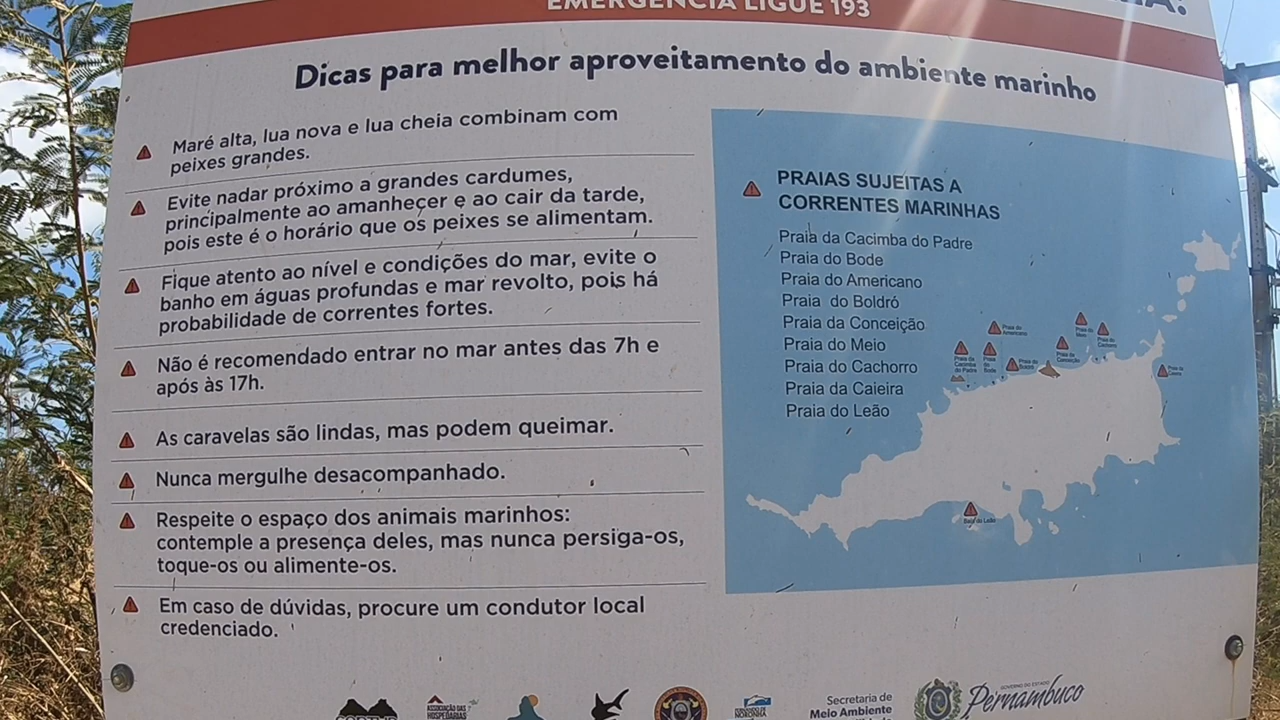 EMERGÊNCIA LIGUE 193
Dicas para melhor aproveitamento do ambiente marinho
Maré alta, lua nova e lua cheia combinam com
peixes grandes.
Evite nadar próximo a grandes cardumes,
principalmente ao amanheçer e ao cair da tarde,
pois este é o horário que os peixes se alimentam.
Fique atento ao nível e condições do mar, evite o
banho em águas profundas e mar revolto, pois há
probabilidade de correntes fortes.
Não é recomendado entrar no mar antes das 7h e
após às 17h.
As caravelas são lindas, mas podem queimar.
Nunca mergulhe desacompanhado.
Respeite o espaço dos animais marinhos:
contemple a presença deles, mas nunca persiga-os,
toque-os ou alimente-os.
Em caso de dúvidas, procure um condutor local
credenciado.
PRAIAS SUJEITAS A
CORRENTES MARINHAS
Praia da Cacimba do Padre
Praia do Bode
Praia do Americano
Praia do Boldró
Praia da Conceição
Praia do Meio
Praia do Cachorro
Praia da Caieira
Praia do Leão
Praia do
Americano
Praia do
Meio
Praia do
Cachorro
Praia da
Cacimba
do Padre
Praia do
Bode
Praia do
Boldró
Praia da
Conceição
Praia da
Caieira
do Leão
ASSOCIAÇÃO DAS
HOSPEDARIAS
FERNANDO DE
NORONHA
Secretaria de
Meio Ambiente
GOVERNO DO ESTADO
Pernambuco